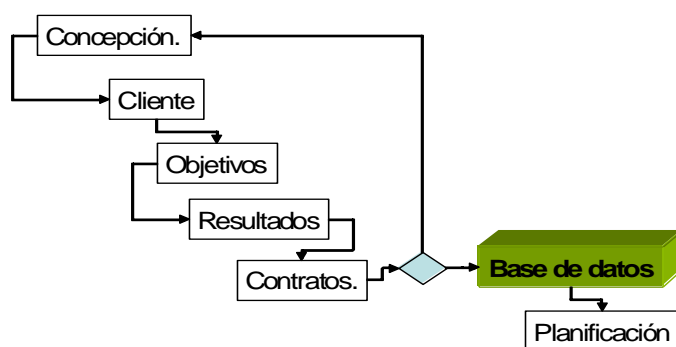 Concepción.
Cliente
Objetivos
Resultados
Contratos.
Base de datos
Planificación